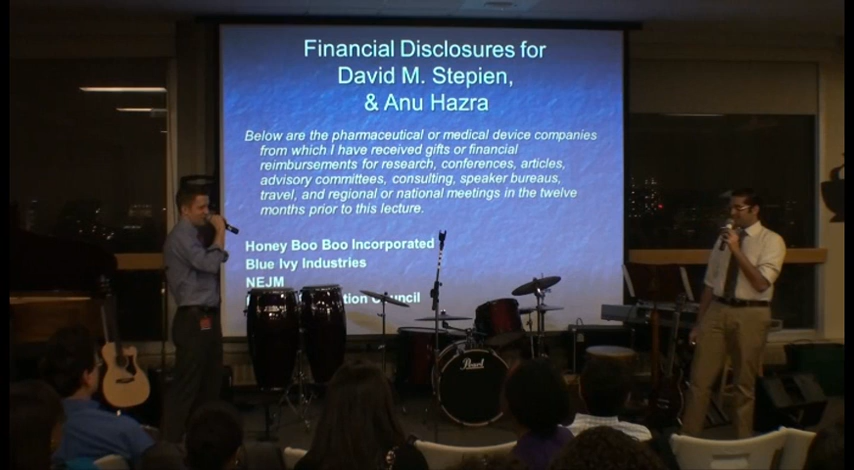 Financial Disclosures for
David M. Stepien,
& Anu Hazra
Below are the pharmaceutical or medical device companies
from which I have received gifts or financial
reimbursements for research, conferences, articles,
advisory committees, consulting, speaker bureaus,
travel, and regional or national meetings in the twelve
months prior to this lecture.
Honey Boo Boo Incorporated
Blue Ivy Industries
NEJM
Pearl